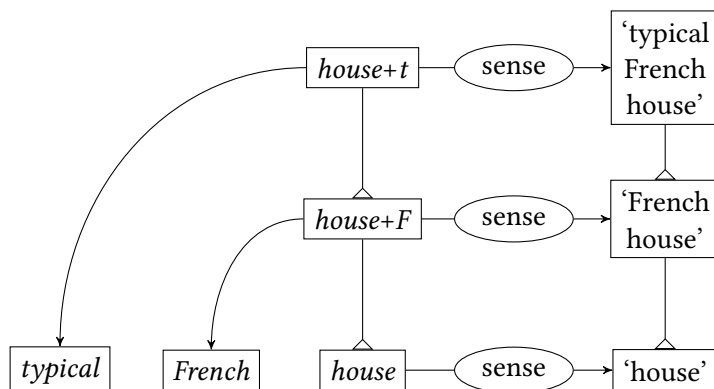 house+t
sense
‘typical
French
house’
house+F
sense
‘French
house’
typical
French
house
sense
‘house’